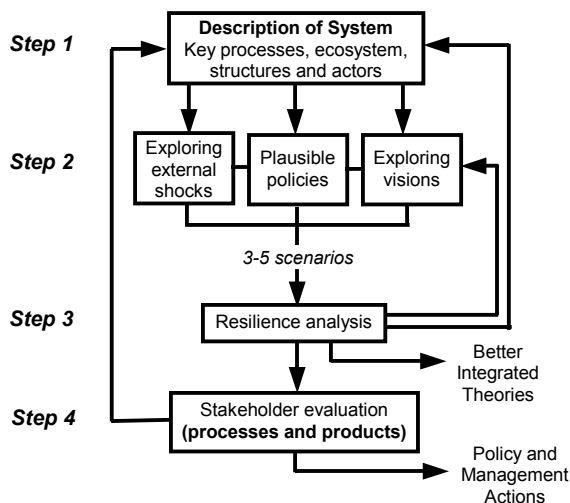 Step 1
Description of System
Key processes, ecosystem,
structures and actors
Step 2
Exploring
external
shocks
Plausible
policies
Exploring
visions
3-5 scenarios
Step 3
Resilience analysis
Better
Integrated
Theories
Step 4
Stakeholder evaluation
(processes and products)
Policy and
Management
Actions